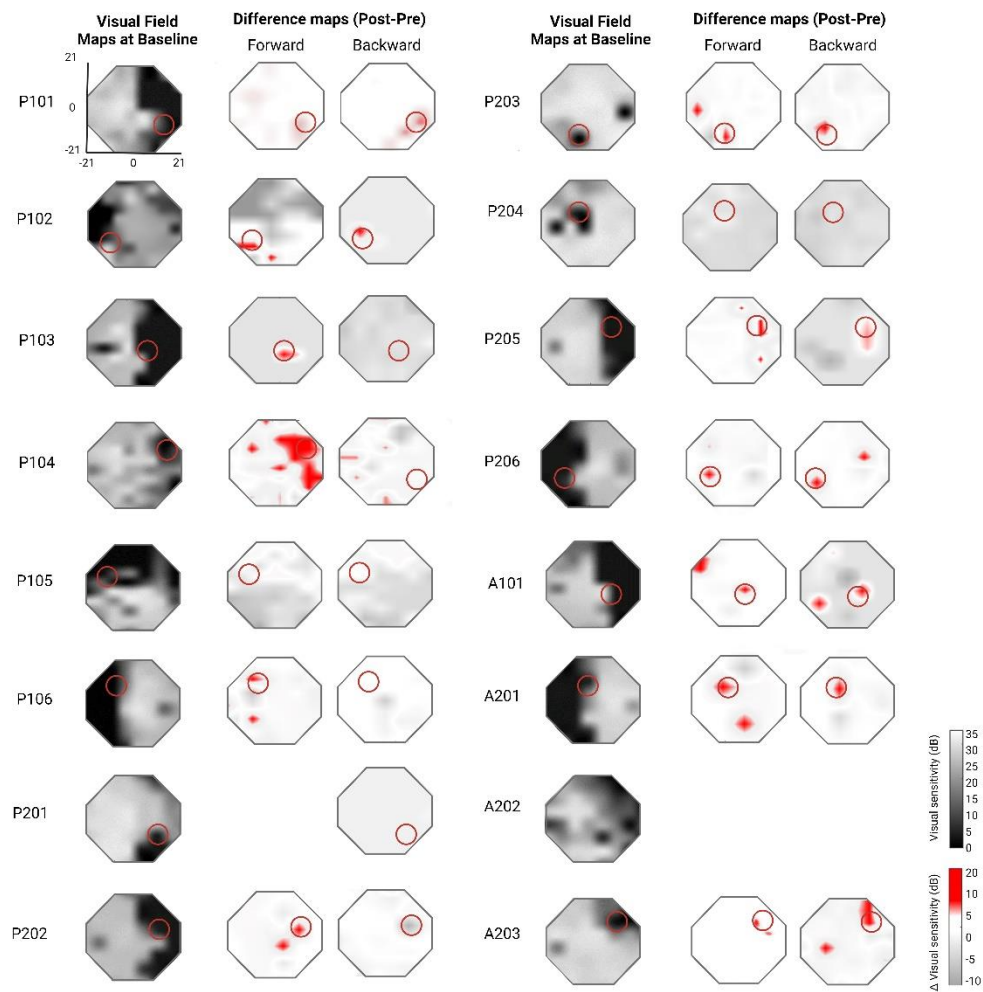 Visual Field
Maps at Baseline
Difference maps (Post-Pre)
Forward
Backward
Visual Field
Maps at Baseline
Difference maps (Post-Pre)
Forward
Backward
21
0
-21
-21
0
21
P101
P102
P103
P104
P105
P106
P201
P202
P203
P204
P205
P206
A101
A201
A202
A203
Visual sensitivity (dB)
35
30
25
20
15
10
5
0
Δ Visual sensitivity (dB)
20
15
10
5
0
-5
-10